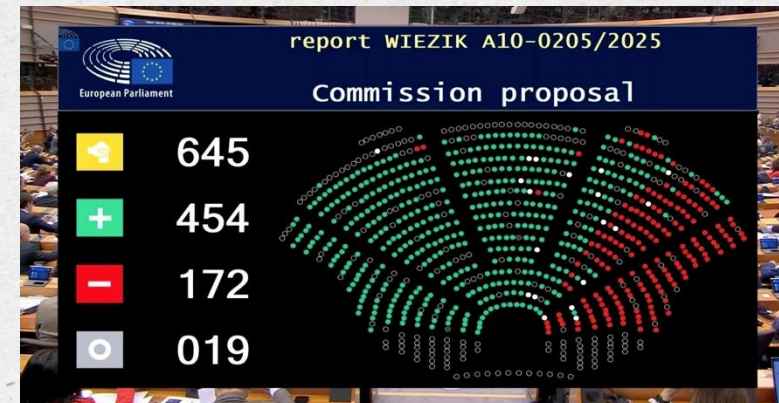 report WIEZIK A10-0205/2025
European Parliament
Commission proposal
645
+ 454
- 172
019